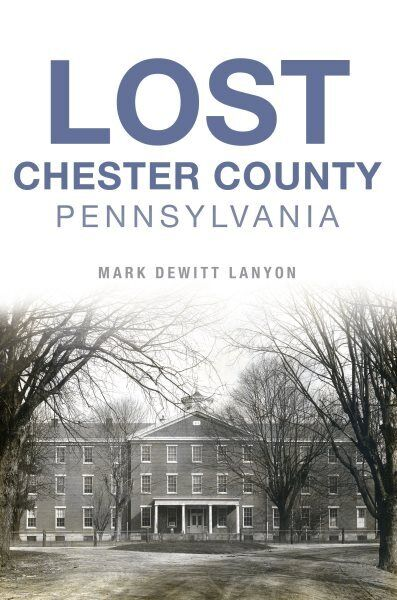 LOST
CHESTER COUNTY
PENNSYLVANIA
MARK DEWITT LANYON